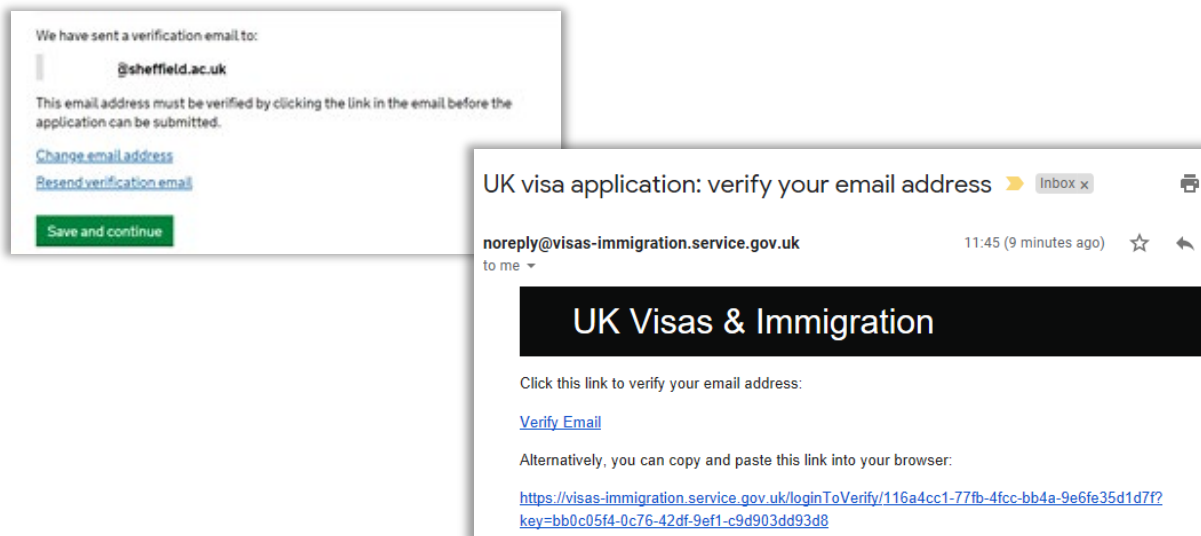 We have sent a verification email to:
@sheffield.ac.uk
This email address must be verified by clicking the link in the email before the
application can be submitted.
Change email address
Resend verification email
Save and continue
UK visa application: verify your email address Inbox x
noreply@visas-immigration.service.gov.uk 11:45 (9 minutes ago)
to me
UK Visas & Immigration
Click this link to verify your email address:
Verify Email
Alternatively, you can copy and paste this link into your browser:
https://visas-immigration.service.gov.uk/loginToVerify/116a4cc1-77fb-4fcc-bb4a-9e6fe35d1d7f?
key=bb0c05f4-0c76-42df-9ef1-c9d903dd93d8